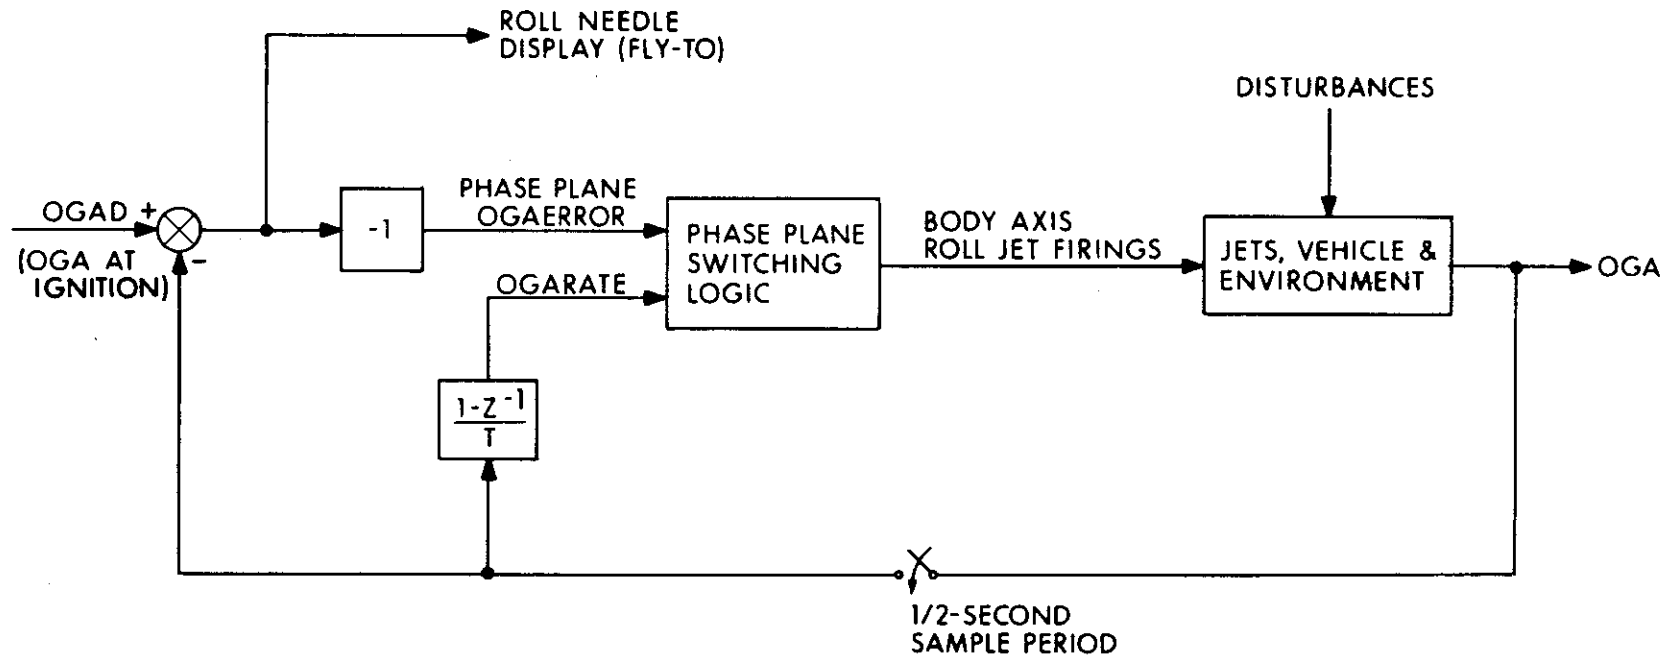 ROLL NEEDLE
DISPLAY (FLY-TO)
DISTURBANCES
OGAD +
-
(OGA AT
IGNITION)
-1
PHASE PLANE
OGAERROR
OGARATE
PHASE PLANE
SWITCHING
LOGIC
BODY AXIS
ROLL JET FIRINGS
JETS, VEHICLE &
ENVIRONMENT
OGA
1-Z⁻¹
T
1/2-SECOND
SAMPLE PERIOD